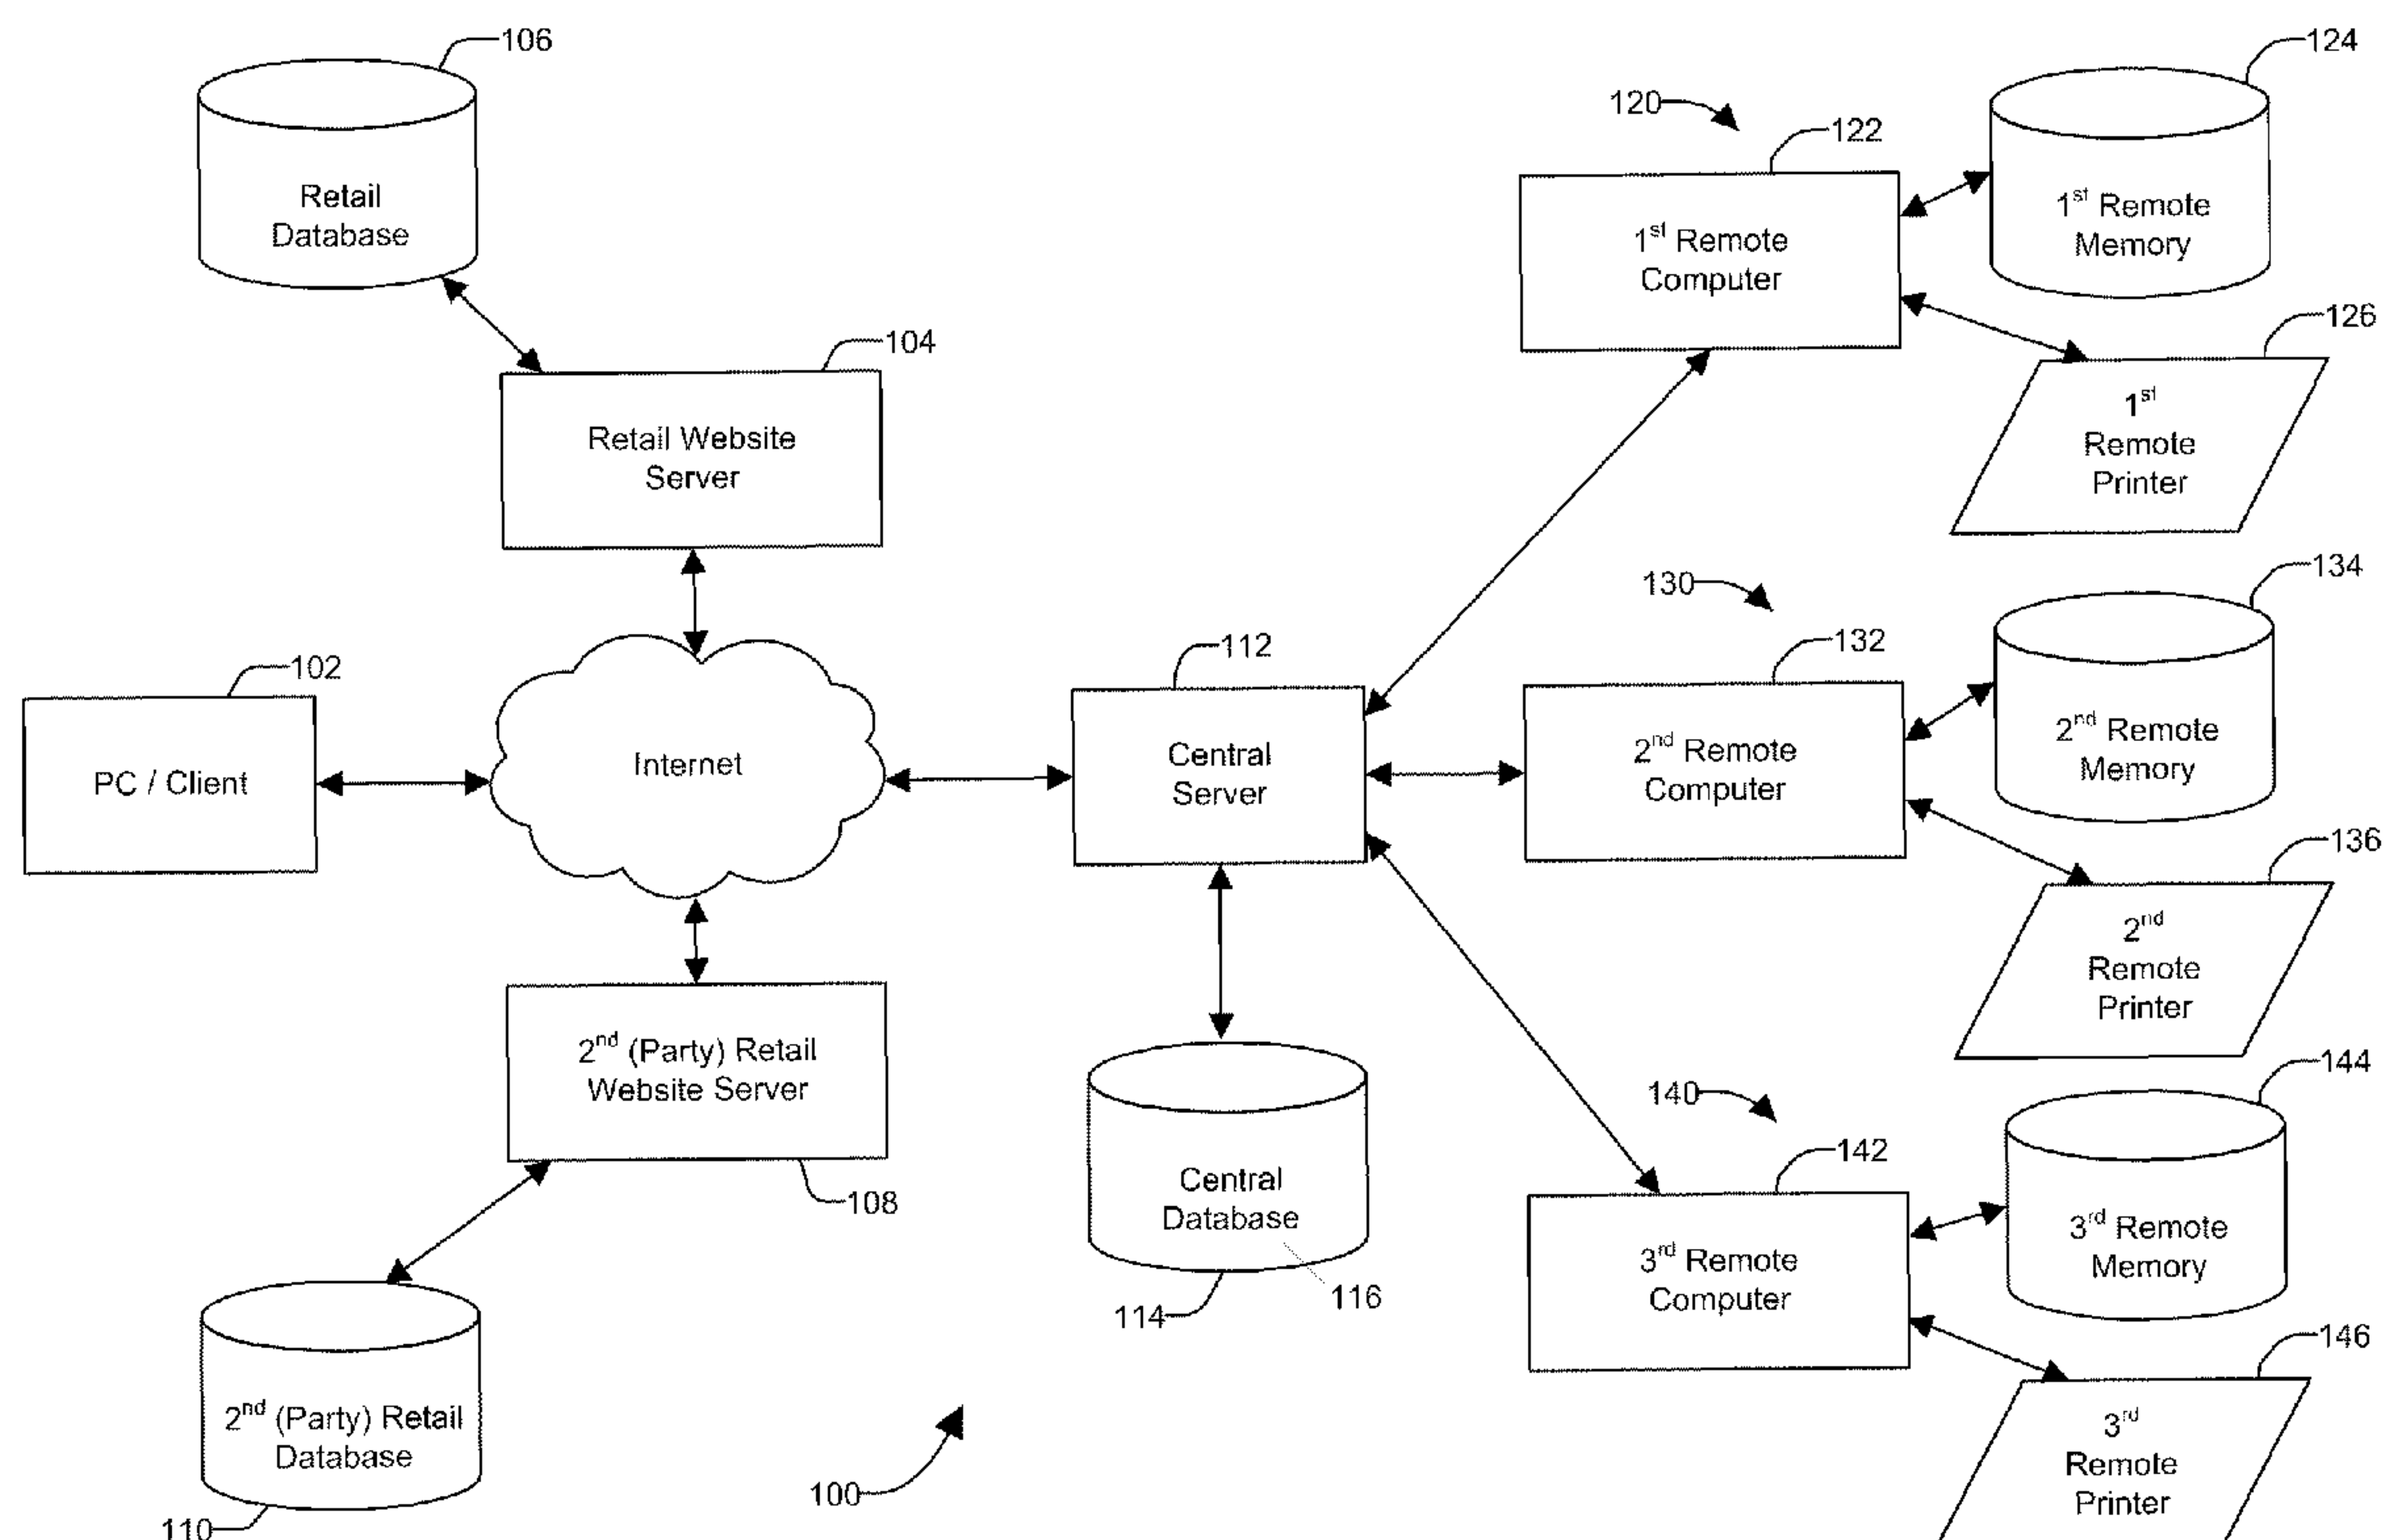 106
Retail
Database
104
Retail Website
Server
102
PC / Client
Internet
2nd (Party) Retail
Website Server
108
2nd (Party) Retail
Database
110
100
112
Central
Server
Central
Database
114
116
120
122
1st Remote
Computer
124
1st Remote
Memory
126
1st
Remote
Printer
130
132
2nd Remote
Computer
134
2nd Remote
Memory
136
2nd
Remote
Printer
140
142
3rd Remote
Computer
144
3rd Remote
Memory
146
3rd
Remote
Printer